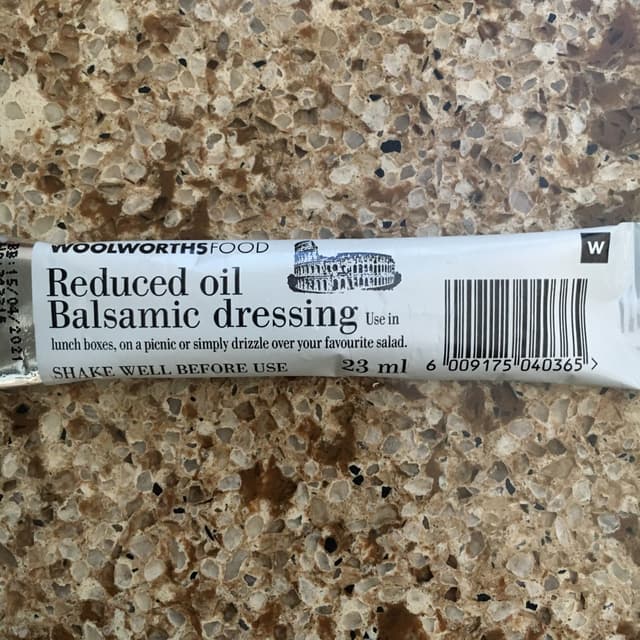 WOOLWORTHSFOOD
W
Reduced oil
Balsamic dressing Use in
lunch boxes, on a picnic or simply drizzle over your favourite salad.
SHAKE WELL BEFORE USE 23 ml
6 009175 040365 >